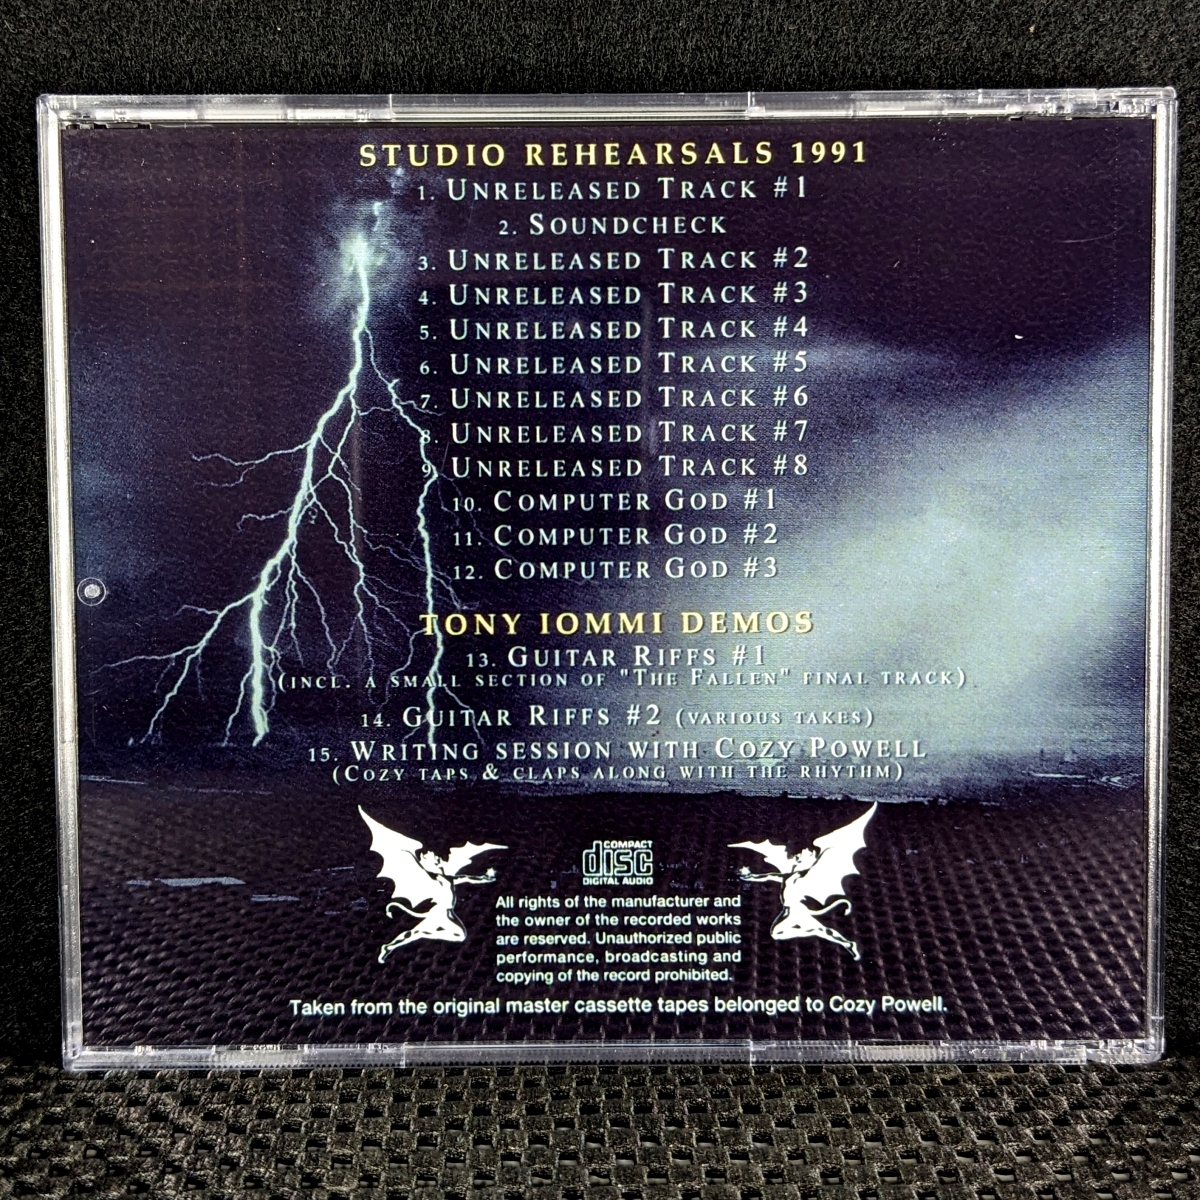 STUDIO REHEARSALS 1991
1. UNRELEASED TRACK #1
2. SOUNDCHECK
3. UNRELEASED TRACK #2
4. UNRELEASED TRACK #3
5. UNRELEASED TRACK #4
6. UNRELEASED TRACK #5
7. UNRELEASED TRACK #6
8. UNRELEASED TRACK #7
9. UNRELEASED TRACK #8
10. COMPUTER GOD #1
11. COMPUTER GOD #2
12. COMPUTER GOD #3
TONY IOMMI DEMOS
13. GUITAR RIFFS #1
(INCL. A SMALL SECTION OF "THE FALLEN" FINAL TRACK)
14. GUITAR RIFFS #2 (VARIOUS TAKES)
15. WRITING SESSION WITH COZY POWELL
(COZY TAPS & CLAPS ALONG WITH THE RHYTHM)
COMPACT
disc
DIGITAL AUDIO
All rights of the manufacturer and
the owner of the recorded works
are reserved. Unauthorized public
performance, broadcasting and
copying of the record prohibited.
Taken from the original master cassette tapes belonged to Cozy Powell.